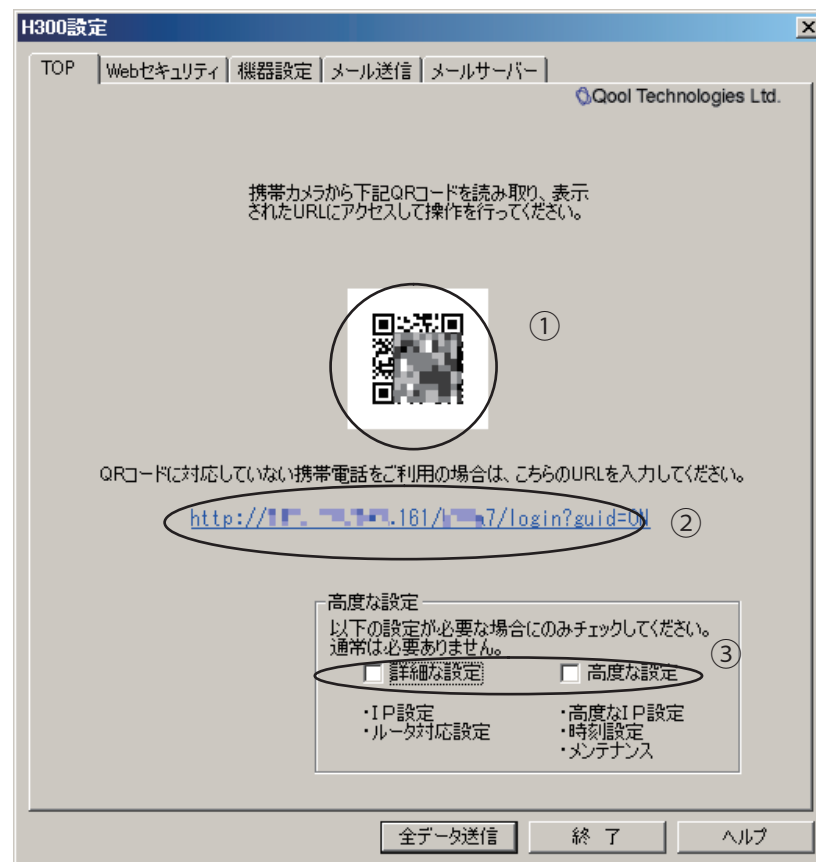 H300設定
TOP Webセキュリティ 機器設定 メール送信 メールサーバー
Qool Technologies Ltd.
携帯カメラから下記QRコードを読み取り、表示
されたURLにアクセスして操作を行ってください。
①
QRコードに対応していない携帯電話をご利用の場合は、こちらのURLを入力してください。
http:// .161/ a7/login?guid=ON ②
高度な設定
以下の設定が必要な場合にのみチェックしてください。
通常は必要ありません。
③
詳細な設定 高度な設定
・IP設定 ・高度なIP設定
・ルータ対応設定 ・時刻設定
・メンテナンス
全データ送信 終 了 ヘルプ